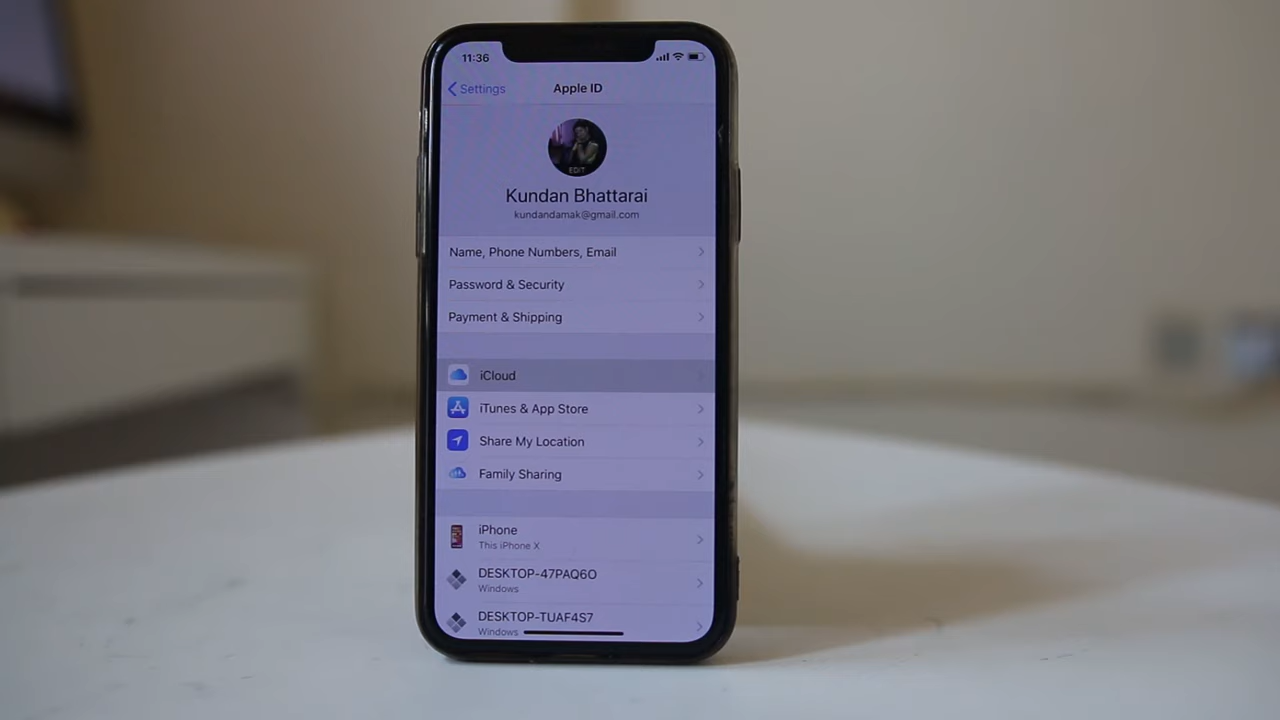 11:36
Settings
Apple ID
EDIT
Kundan Bhattarai
kundandamak@gmail.com
Name, Phone Numbers, Email
Password & Security
Payment & Shipping
iCloud
iTunes & App Store
Share My Location
Family Sharing
iPhone
This iPhone X
DESKTOP-47PAQ6O
Windows
DESKTOP-TUAF4S7
Windows